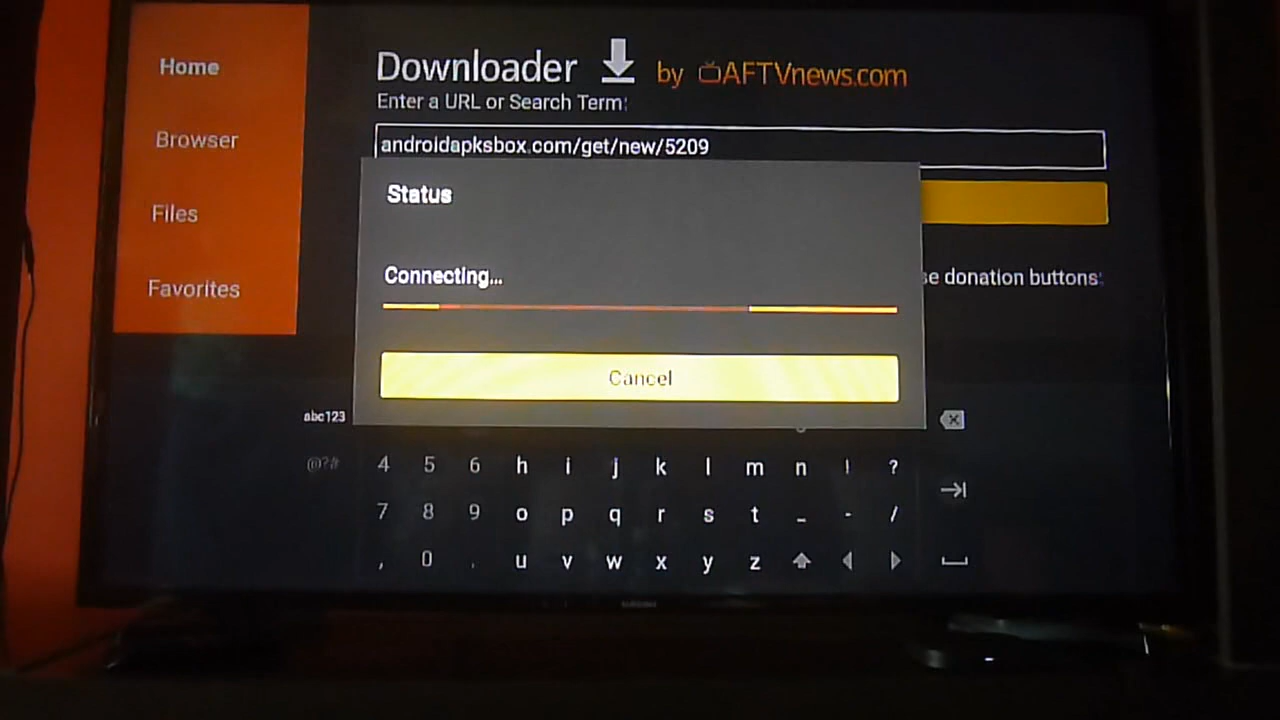 Home
Downloader by AFTVnews.com
Enter a URL or Search Term:
Browser
androidapksbox.com/get/new/5209
Status
Files
Connecting...
se donation buttons:
Favorites
Cancel
abc123
@?#
4 5 6 h i j k l m n ! ?
7 8 9 o p q r s t _ - /
, 0 . u v w x y z